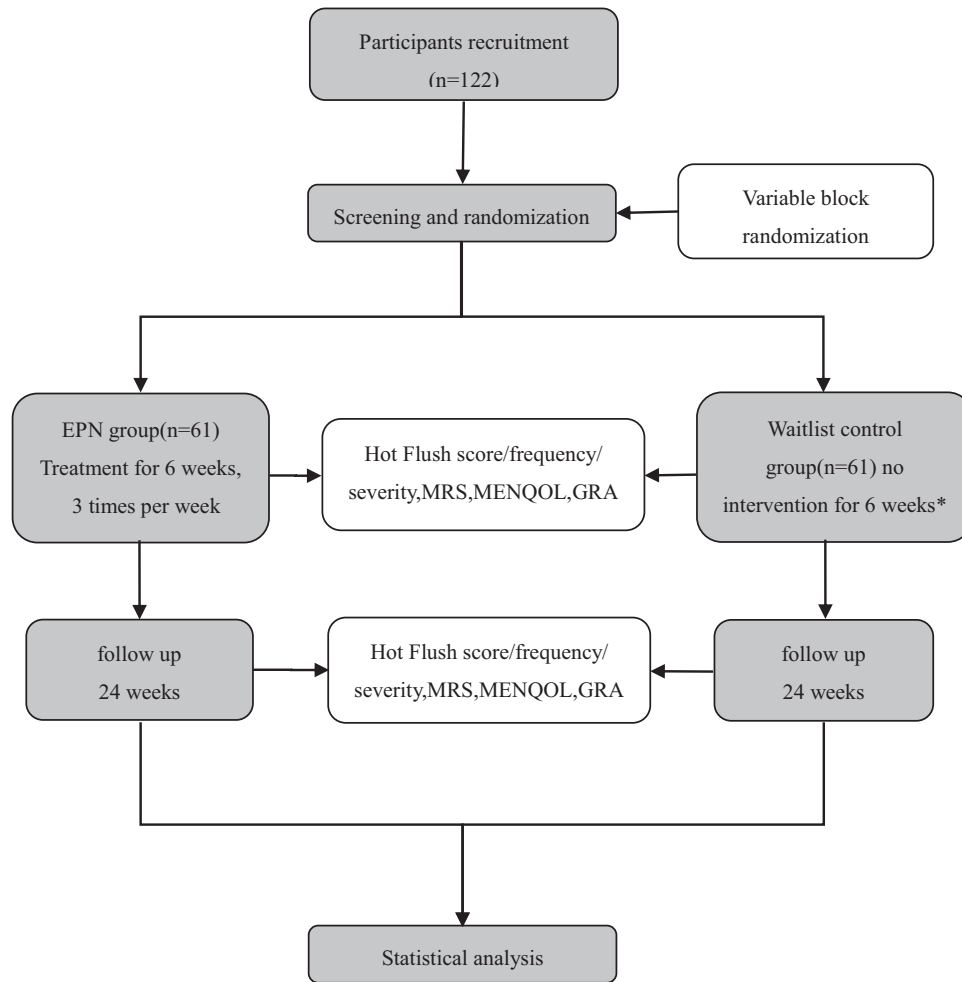 Participants recruitment
(n=122)
Screening and randomization
Variable block
randomization
EPN group(n=61)
Treatment for 6 weeks,
3 times per week
Hot Flush score/frequency/
severity,MRS,MENQOL,GRA
Waitlist control
group(n=61) no
intervention for 6 weeks*
follow up
24 weeks
Hot Flush score/frequency/
severity,MRS,MENQOL,GRA
follow up
24 weeks
Statistical analysis